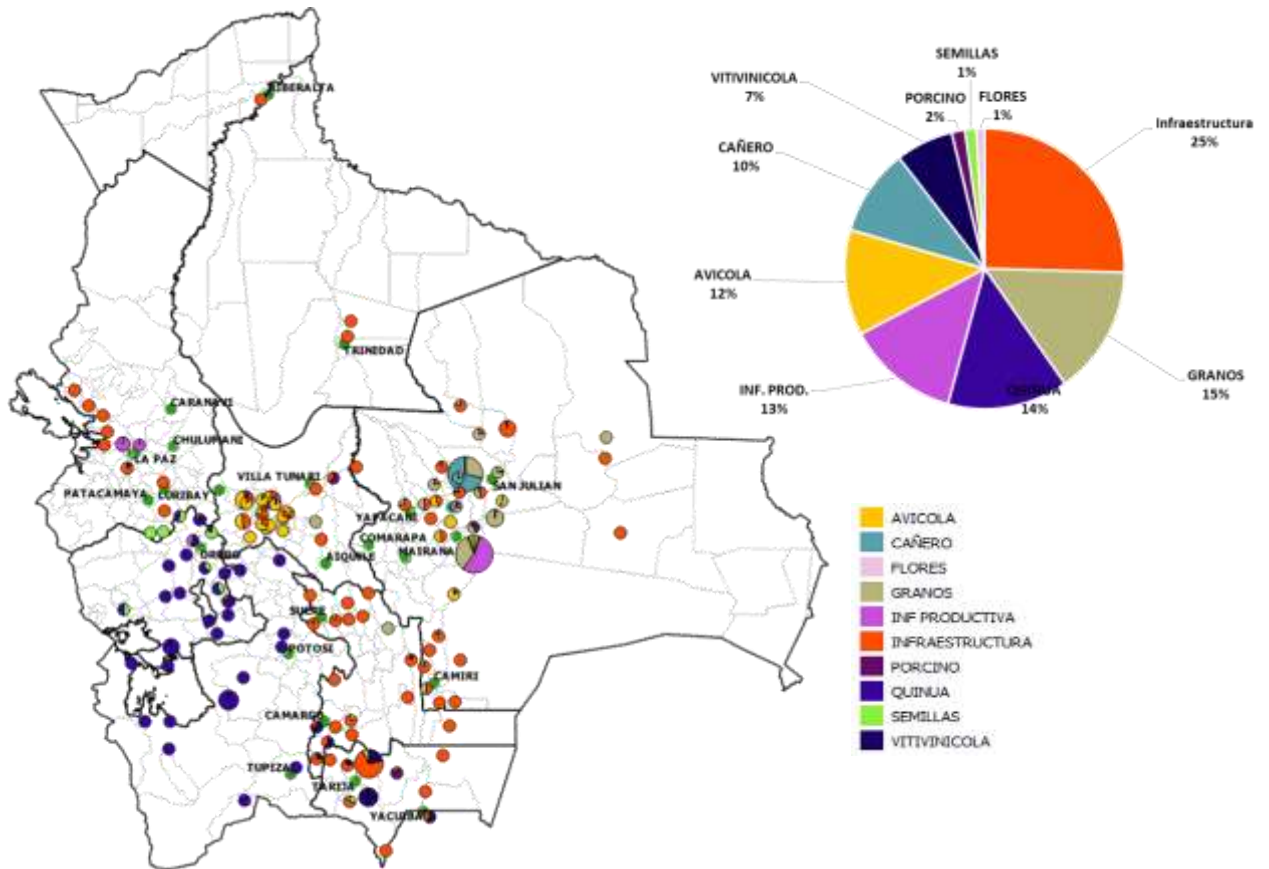 RIBERALTA
TRINIDAD
CARANAVI
CHULUMANI
LA PAZ
PATACAMAYA
LURIBAY
VILLA TUNARI
SAN JULIAN
YAPACANI
COMARAPA
MAIRANA
AIQUILE
ORURO
SUCRE
POTOSI
CAMIRI
CAMARGO
TUPIZA
TARIJA
YACUIBA
SEMILLAS
1%
VITIVINICOLA
7%
PORCINO
2%
FLORES
1%
Infraestructura
25%
CAÑERO
10%
AVICOLA
12%
INF. PROD.
13%
14%
GRANOS
15%
AVICOLA
CAÑERO
FLORES
GRANOS
INF PRODUCTIVA
INFRAESTRUCTURA
PORCINO
QUINUA
SEMILLAS
VITIVINICOLA